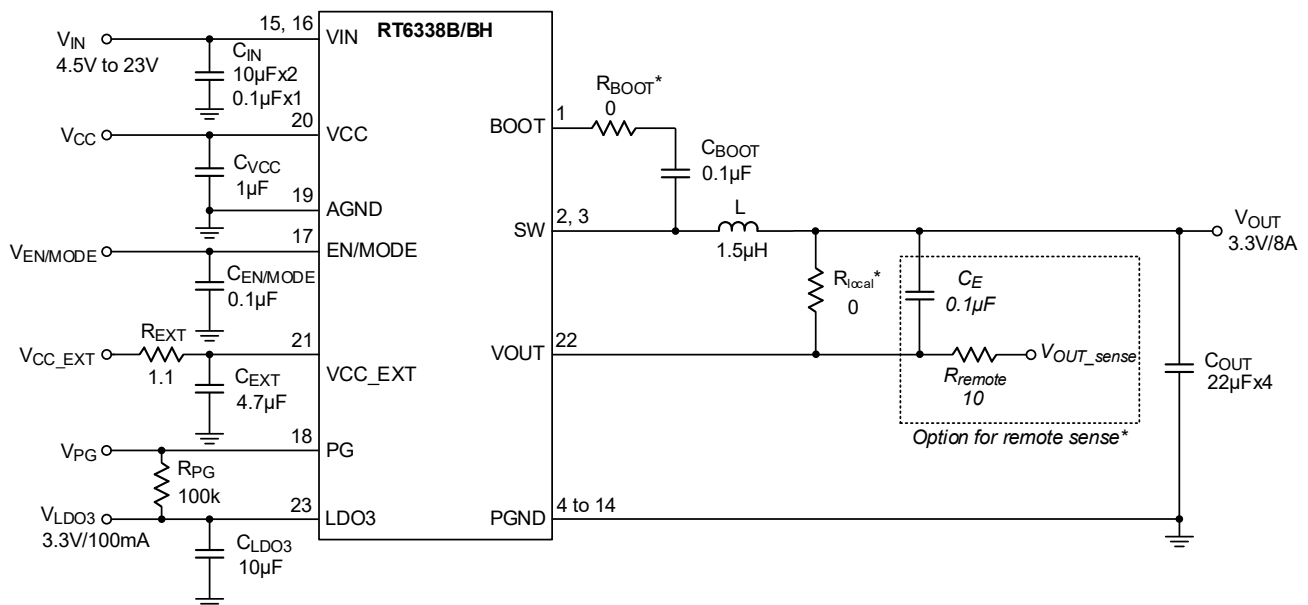 RT6338B/BH
15, 16
VIN
V_IN
4.5V to 23V
C_IN
10µFx2
0.1µFx1
20
VCC
V_CC
C_VCC
1µF
19
AGND
17
EN/MODE
V_EN/MODE
C_EN/MODE
0.1µF
R_EXT
1.1
21
VCC_EXT
V_CC_EXT
C_EXT
4.7µF
18
PG
V_PG
R_PG
100k
23
LDO3
V_LDO3
3.3V/100mA
C_LDO3
10µF
BOOT
1
R_BOOT*
0
C_BOOT
0.1µF
SW
2, 3
L
1.5µH
V_OUT
3.3V/8A
R_local*
0
C_E
0.1µF
VOUT
22
R_remote
10
V_OUT_sense
Option for remote sense*
C_OUT
22µFx4
PGND
4 to 14